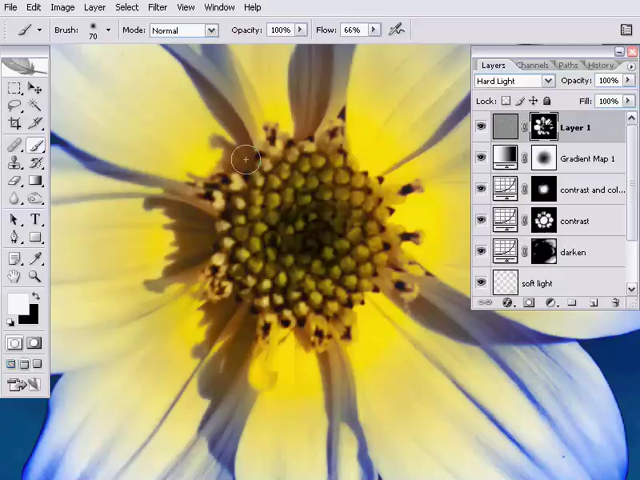 File Edit Image Layer Select Filter View Window Help
Brush: 70 Mode: Normal Opacity: 100% Flow: 66%
Layers Channels Paths History
Hard Light Opacity: 100%
Lock: Fill: 100%
Layer 1
Gradient Map 1
contrast and co...
contrast
darken
soft light